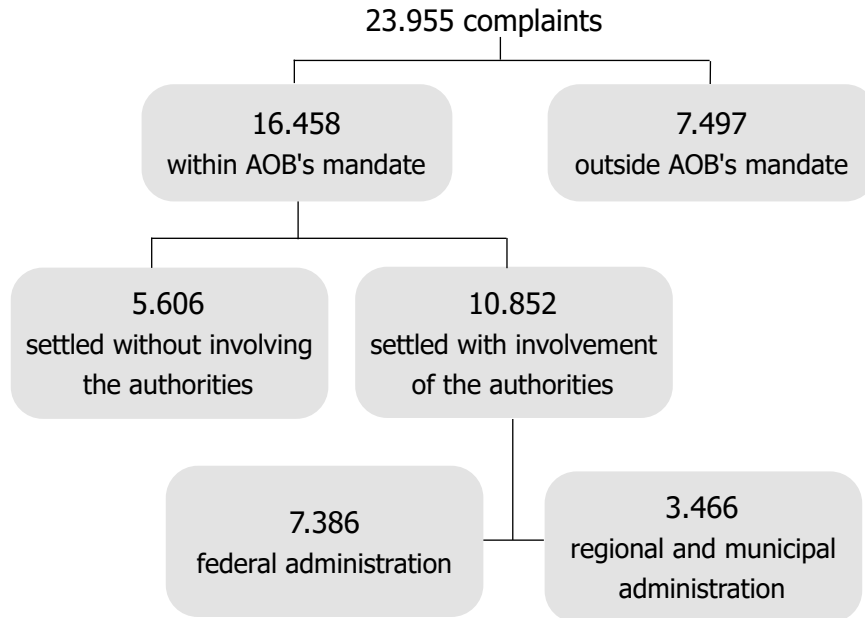 23.955 complaints
16.458
within AOB's mandate
7.497
outside AOB's mandate
5.606
settled without involving
the authorities
10.852
settled with involvement
of the authorities
7.386
federal administration
3.466
regional and municipal
administration